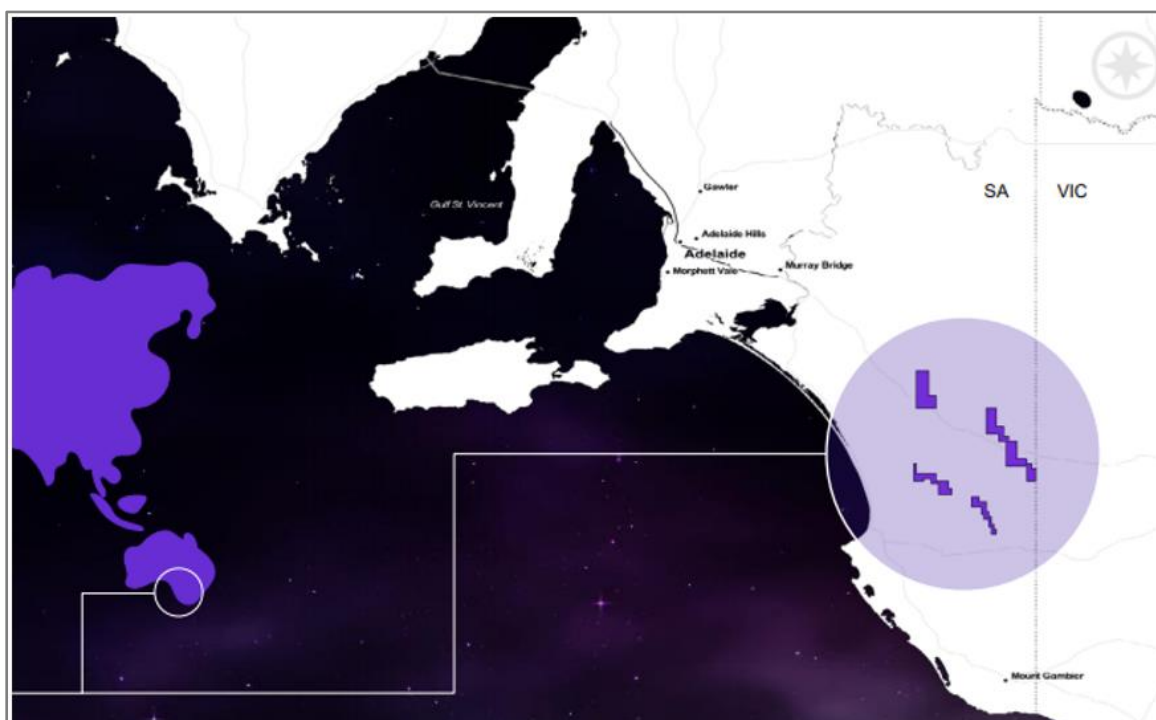 Gawler
SA
VIC
Gulf St. Vincent
Adelaide Hills
Adelaide
Morphett Vale
Murray Bridge
Mount Gambier